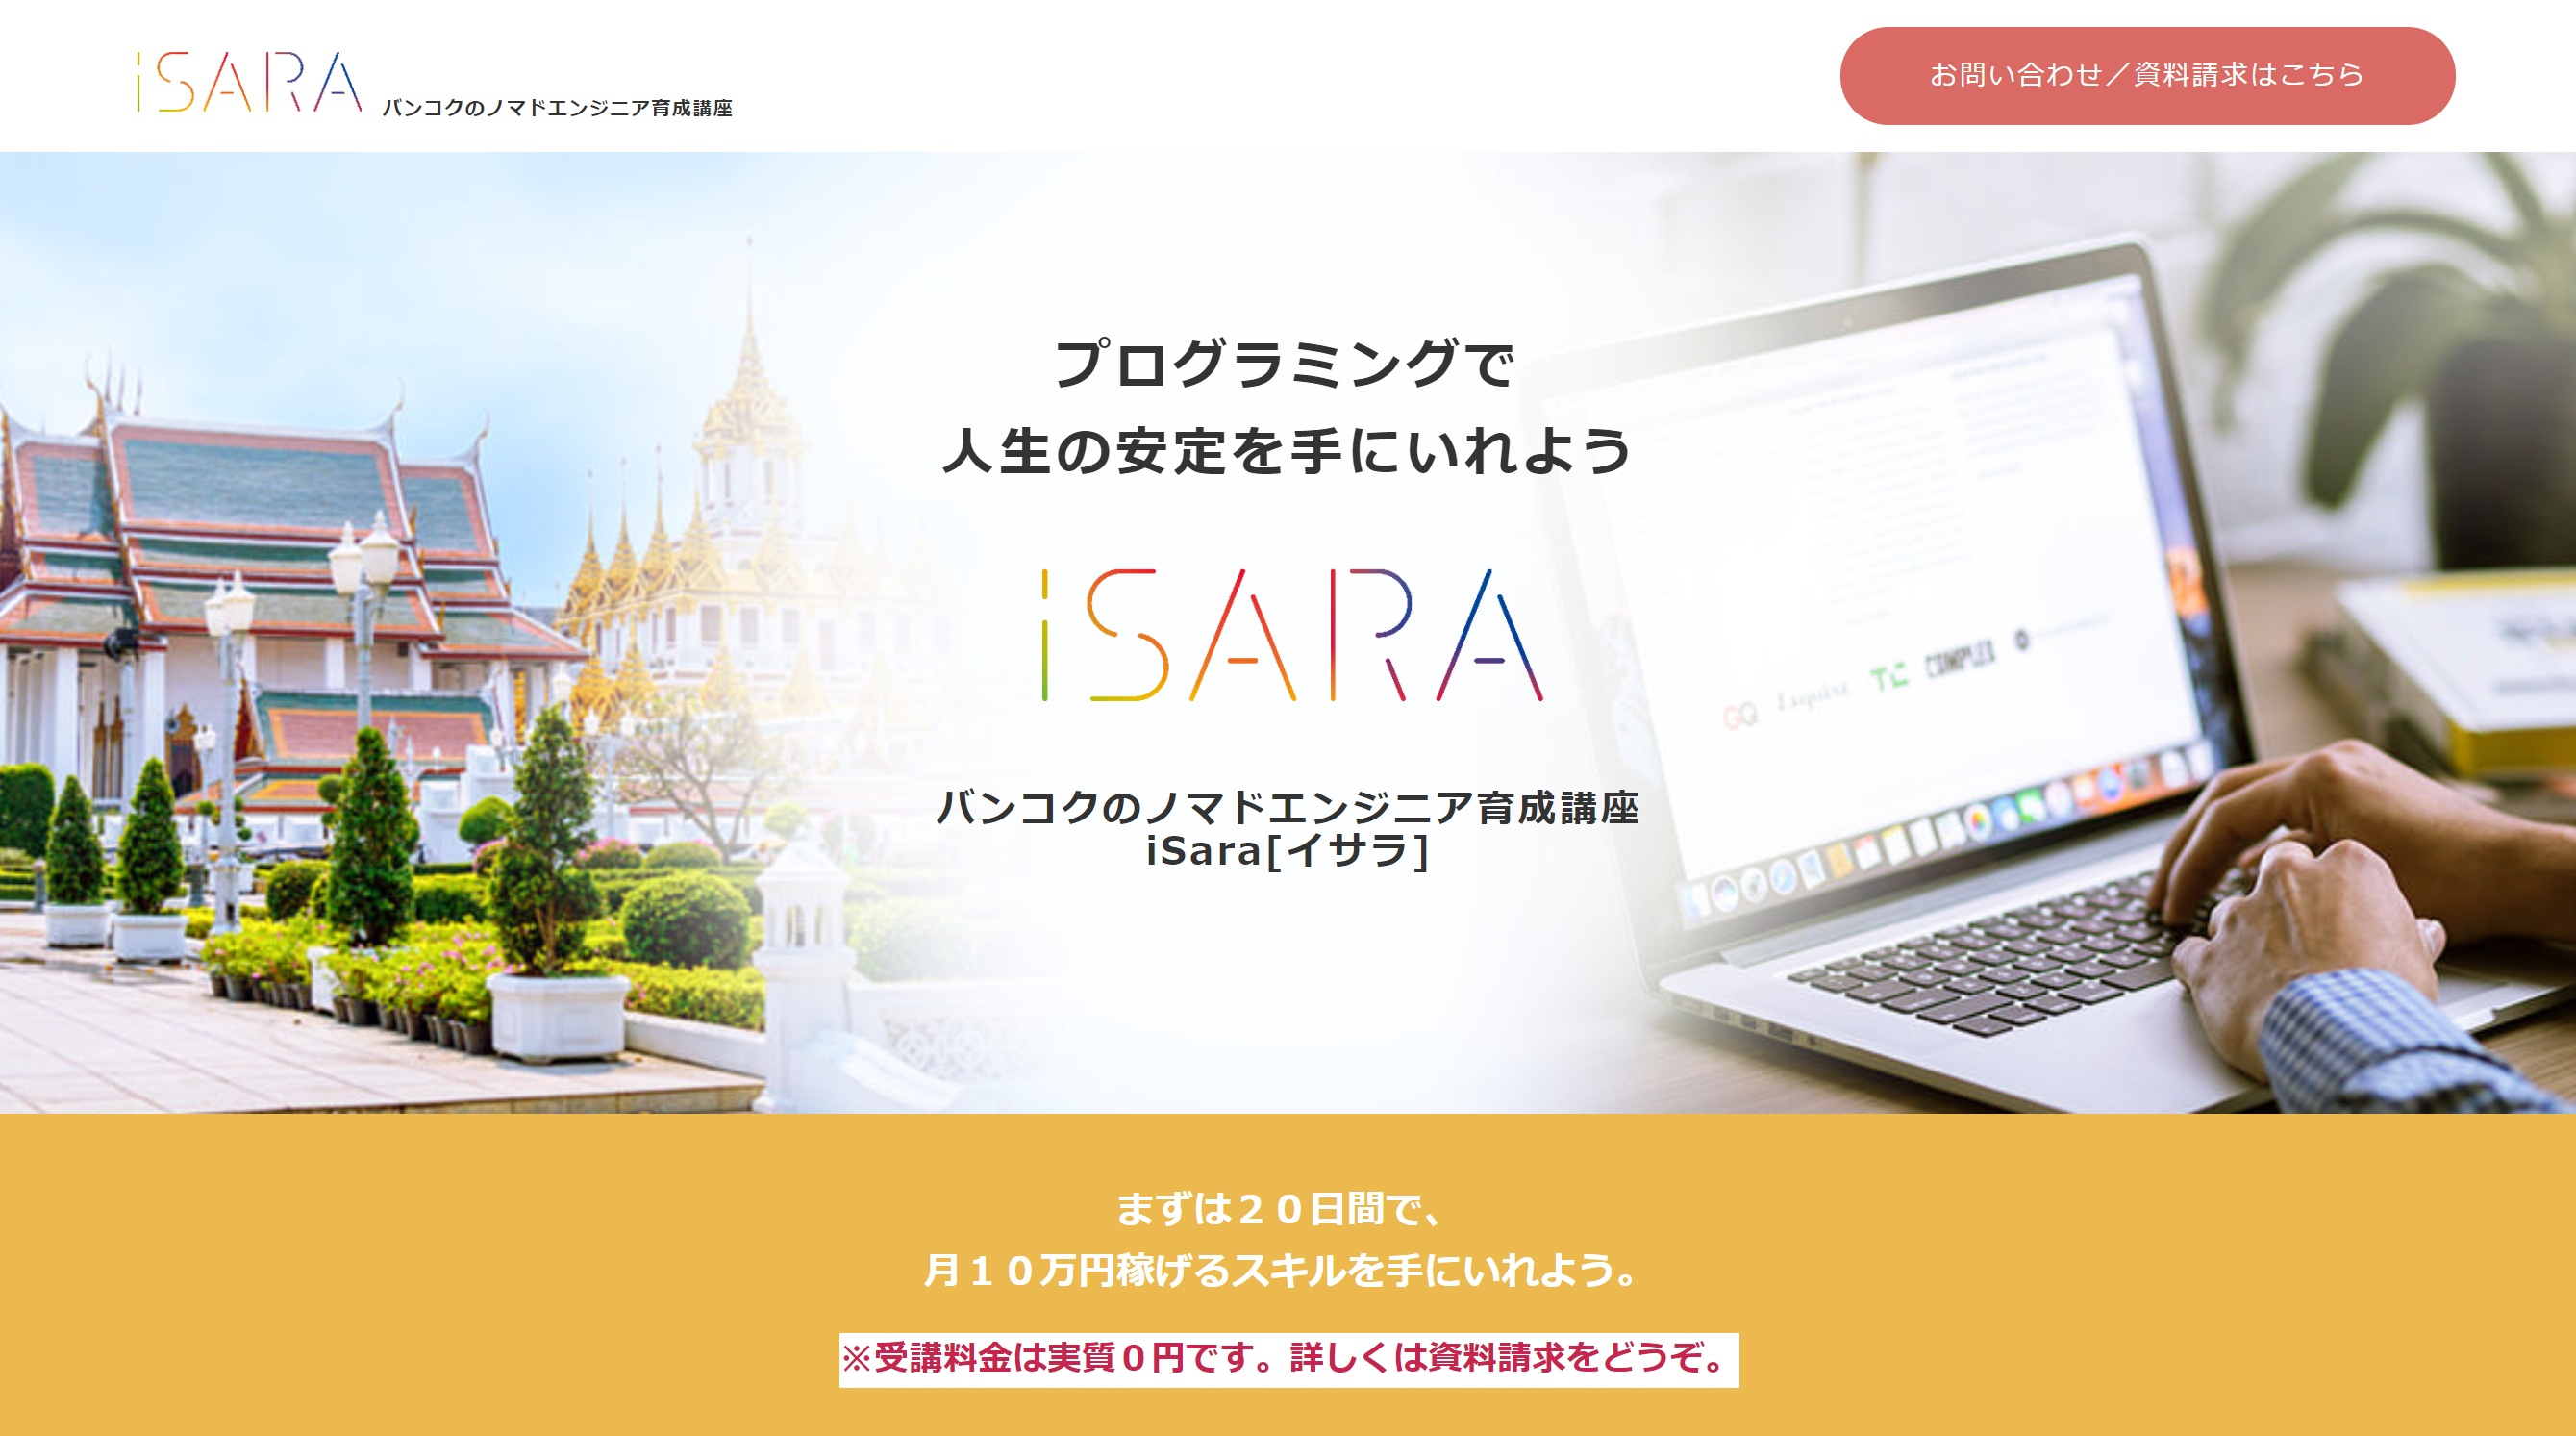 iSARA
バンコクのノマドエンジニア育成講座
お問い合わせ／資料請求はこちら
プログラミングで
人生の安定を手にいれよう
iSARA
バンコクのノマドエンジニア育成講座
iSara[イサラ]
GQ Esquire TC COMPLEX
まずは２０日間で、
月１０万円稼げるスキルを手にいれよう。
※受講料金は実質０円です。詳しくは資料請求をどうぞ。